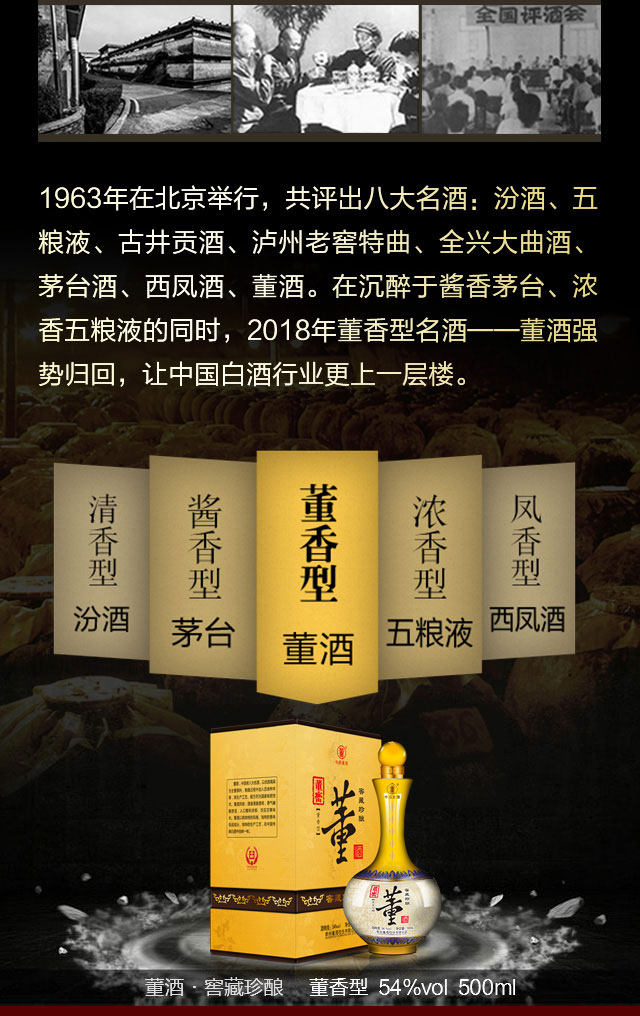 全国评酒会
1963年在北京举行，共评出八大名酒：汾酒、五
粮液、古井贡酒、泸州老窖特曲、全兴大曲酒、
茅台酒、西凤酒、董酒。在沉醉于酱香茅台、浓
香五粮液的同时，2018年董香型名酒——董酒强
势归回，让中国白酒行业更上一层楼。
清香型
汾酒
酱香型
茅台
董香型
董酒
浓香型
五粮液
凤香型
西凤酒
董
窖藏珍酿
董
酒
窖藏
董
董酒·窖藏珍酿 董香型 54%vol 500ml